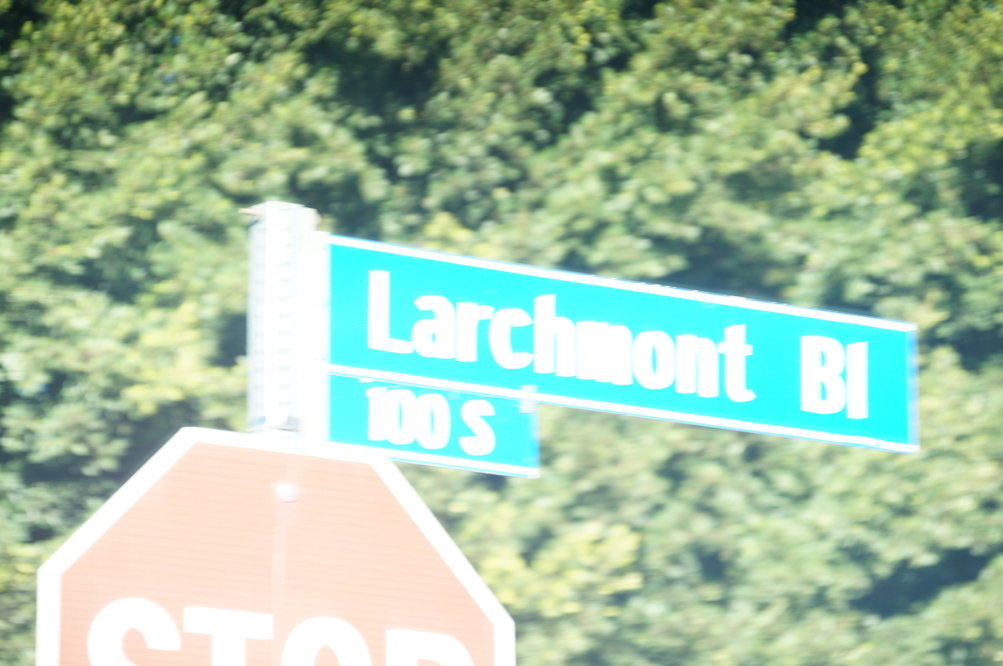 Larchmont Bl
100 S
STOP